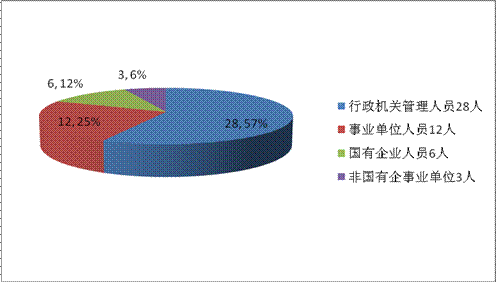 3, 6%
6, 12%
12, 25%
28, 57%
行政机关管理人员28人
事业单位人员12人
国有企业人员6人
非国有企事业单位3人